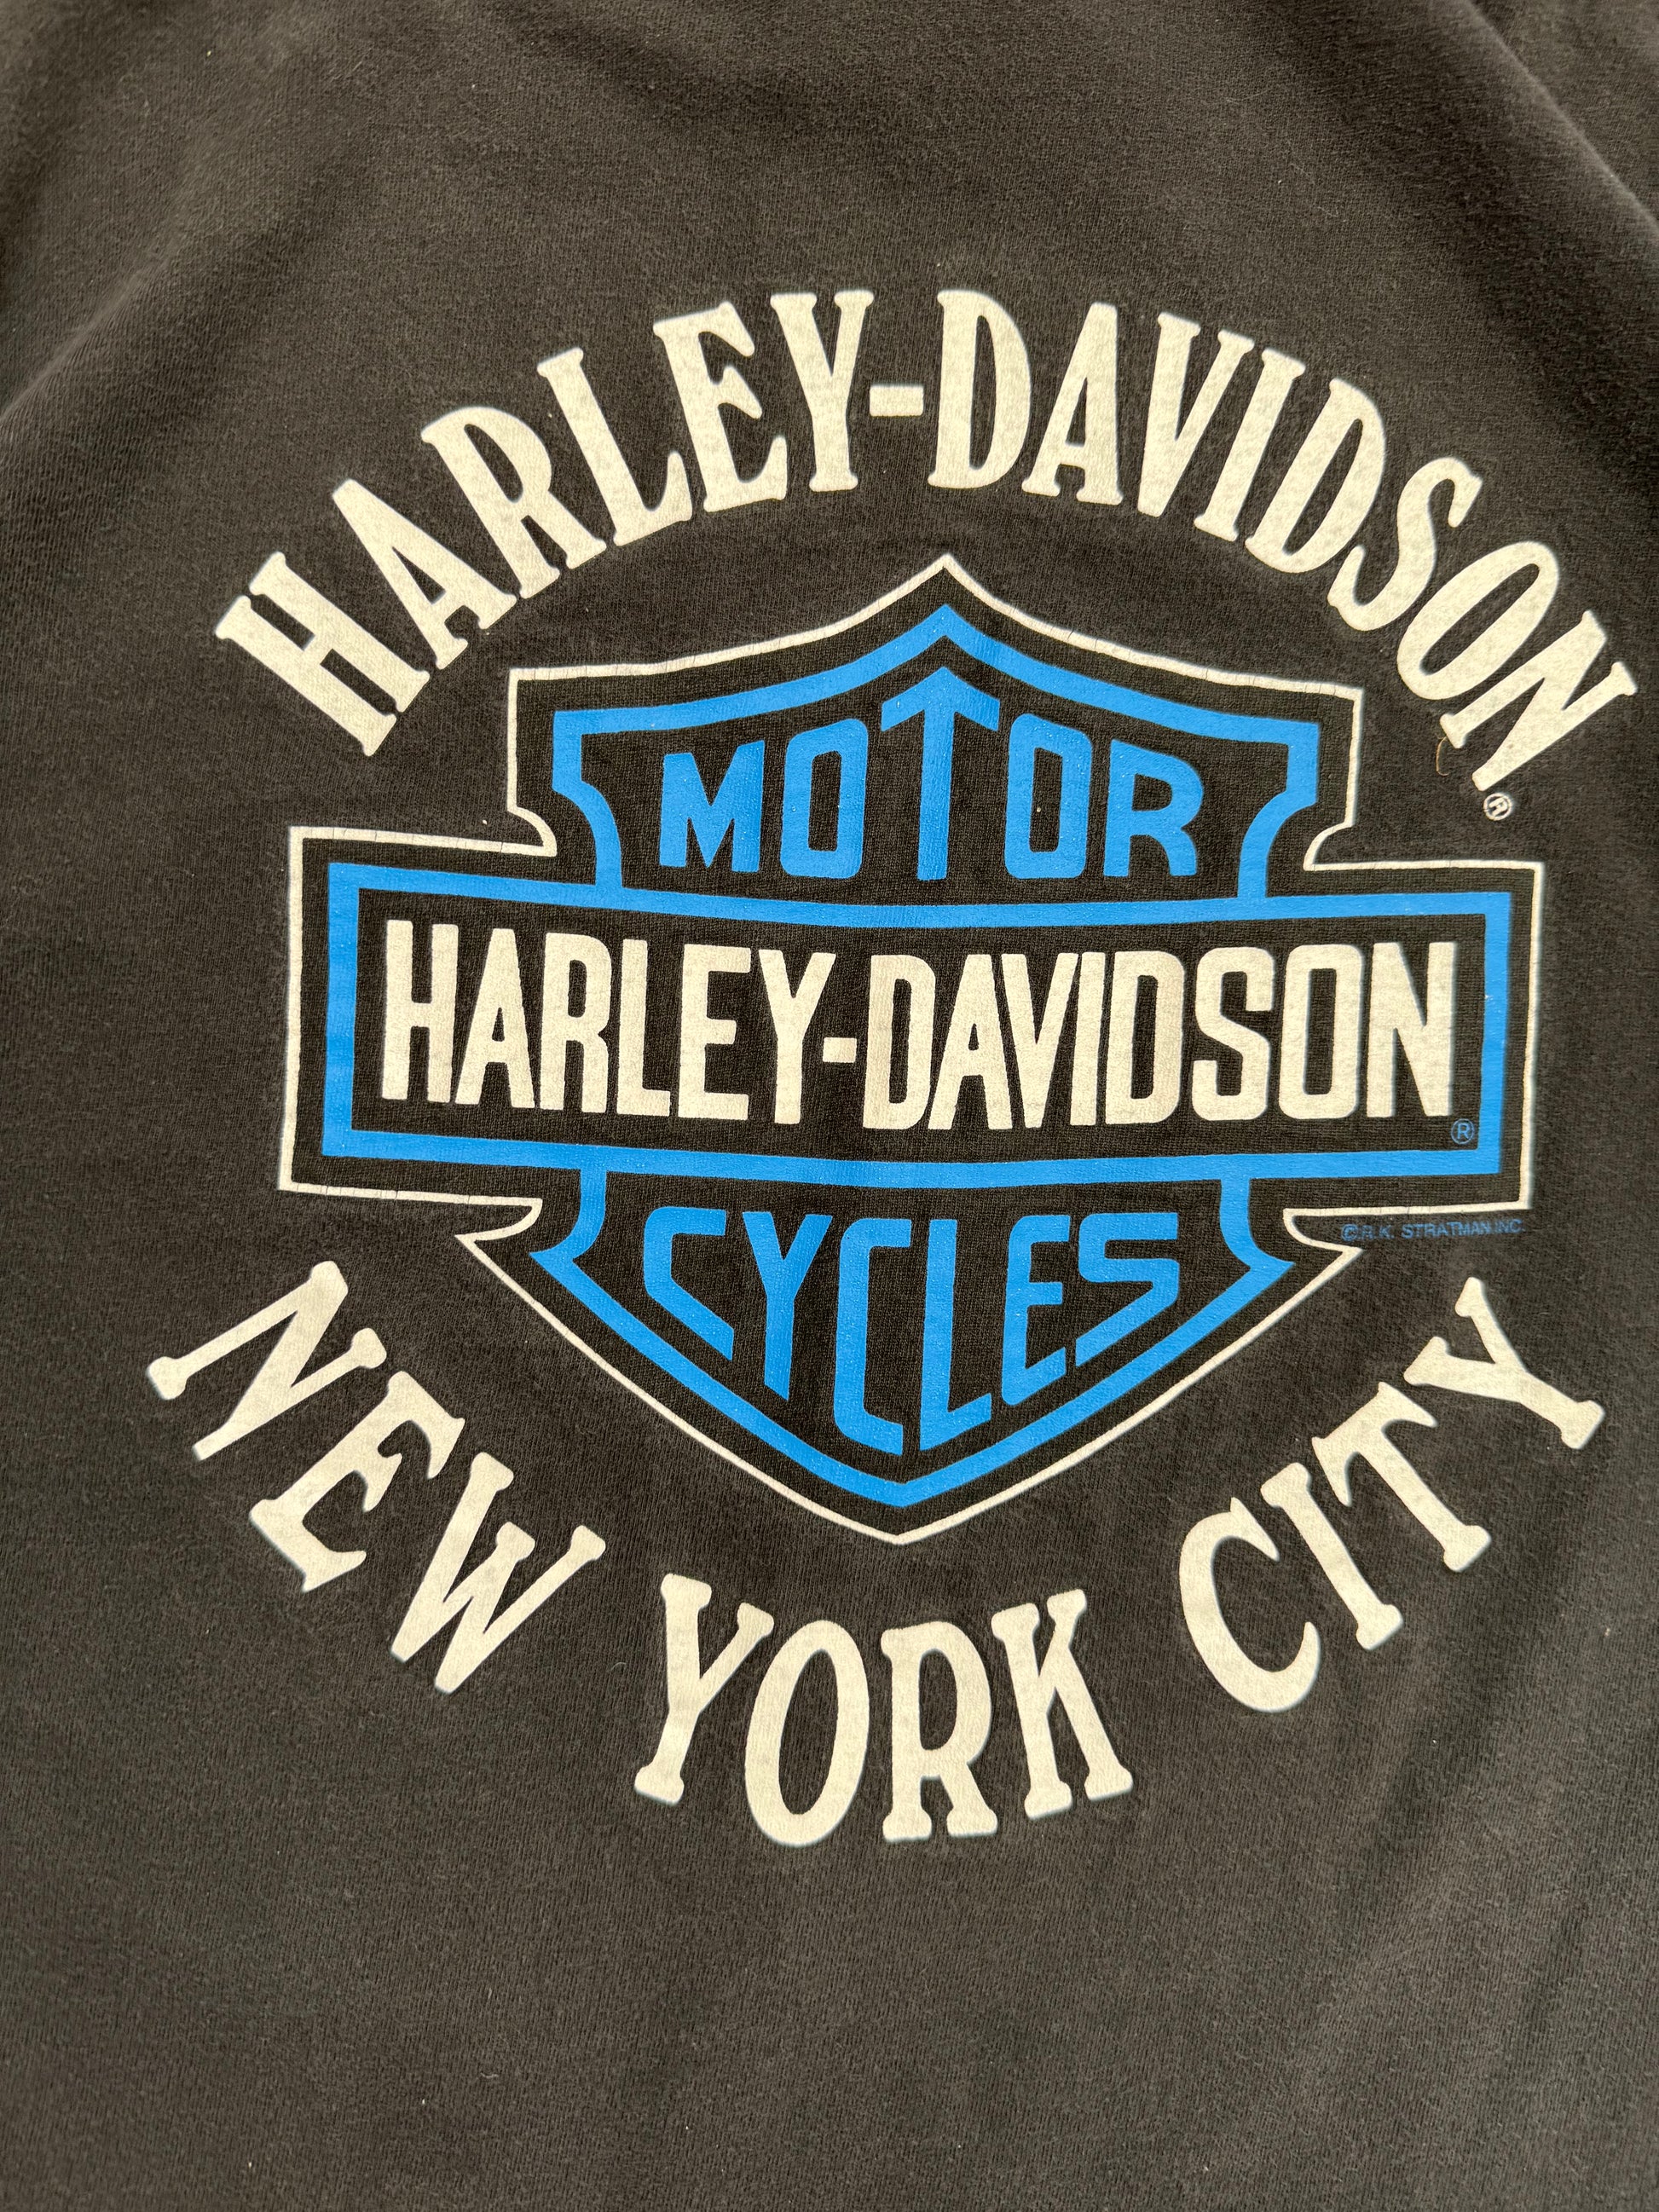 HARLEY-DAVIDSON®
MOTOR
HARLEY-DAVIDSON®
CYCLES
© R.K. STRATMAN, INC.
NEW YORK CITY